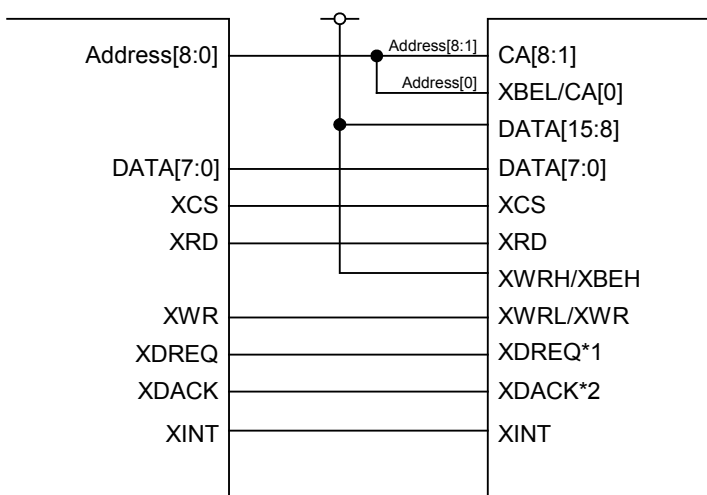 Address[8:0]
Address[8:1]
CA[8:1]
Address[0]
XBEL/CA[0]
DATA[15:8]
DATA[7:0]
DATA[7:0]
XCS
XCS
XRD
XRD
XWRH/XBEH
XWR
XWRL/XWR
XDREQ
XDREQ*1
XDACK
XDACK*2
XINT
XINT